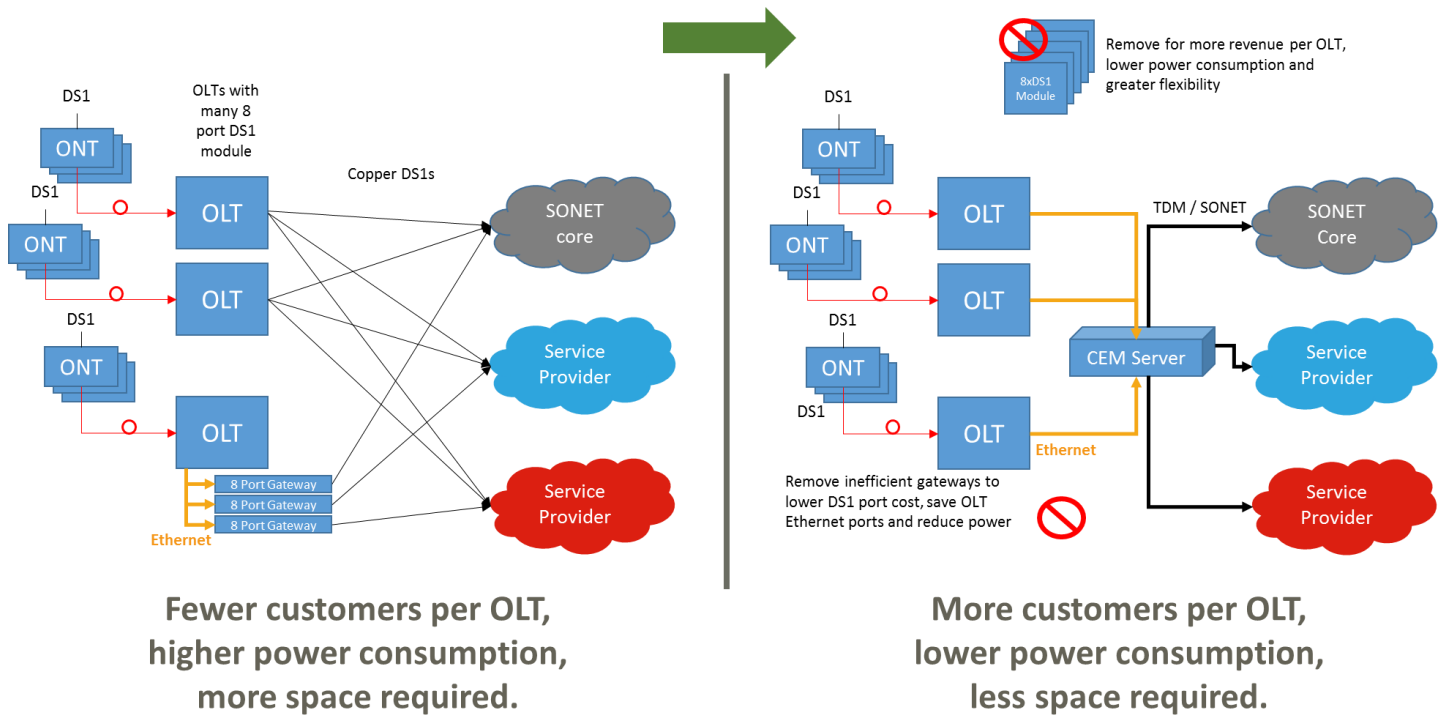 OLTs with
many 8
port DS1
module
DS1
ONT
DS1
ONT
OLT
OLT
Copper DS1s
SONET
core
DS1
ONT
OLT
Service
Provider
8 Port Gateway
8 Port Gateway
8 Port Gateway
Ethernet
Service
Provider
Fewer customers per OLT,
higher power consumption,
more space required.
8xDS1
Module
Remove for more revenue per OLT,
lower power consumption and
greater flexibility
DS1
ONT
DS1
ONT
OLT
OLT
TDM / SONET
SONET
Core
DS1
ONT
DS1
OLT
Ethernet
CEM Server
Service
Provider
Remove inefficient gateways to
lower DS1 port cost, save OLT
Ethernet ports and reduce power
Service
Provider
More customers per OLT,
lower power consumption,
less space required.